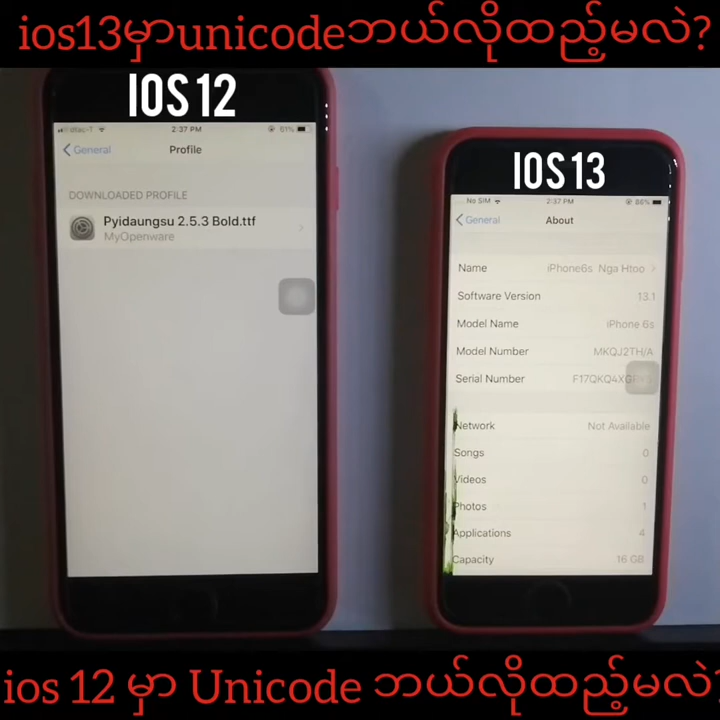 ios13မှာunicodeဘယ်လိုထည့်မလဲ?
IOS 12
2:37 PM
61%
General
Profile
DOWNLOADED PROFILE
Pyidaungsu 2.5.3 Bold.ttf
MyOpenware
IOS 13
No SIM
2:37 PM
86%
General
About
Name
iPhone6s Nga Htoo
Software Version
13.1
Model Name
iPhone 6s
Model Number
MKQJ2TH/A
Serial Number
Network
Not Available
Songs
0
Videos
0
Photos
1
Applications
4
Capacity
16 GB
ios 12 မှာ Unicode ဘယ်လိုထည့်မလဲ?